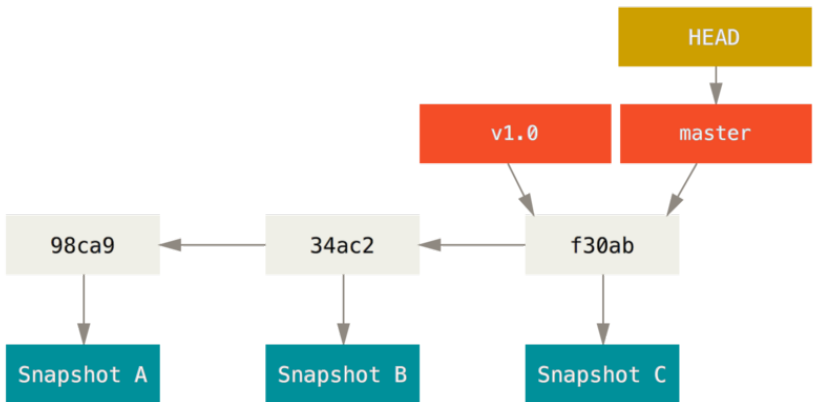 HEAD
v1.0
master
98ca9
34ac2
f30ab
Snapshot A
Snapshot B
Snapshot C